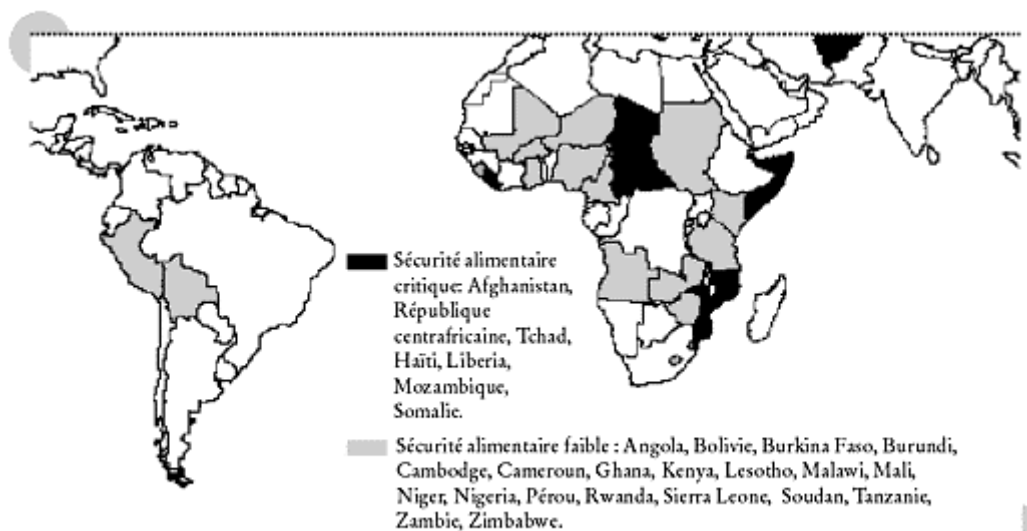 Sécurité alimentaire
critique: Afghanistan,
République
centrafricaine, Tchad,
Haïti, Liberia,
Mozambique,
Somalie.
Sécurité alimentaire faible : Angola, Bolivie, Burkina Faso, Burundi,
Cambodge, Cameroun, Ghana, Kenya, Lesotho, Malawi, Mali,
Niger, Nigeria, Pérou, Rwanda, Sierra Leone, Soudan, Tanzanie,
Zambie, Zimbabwe.